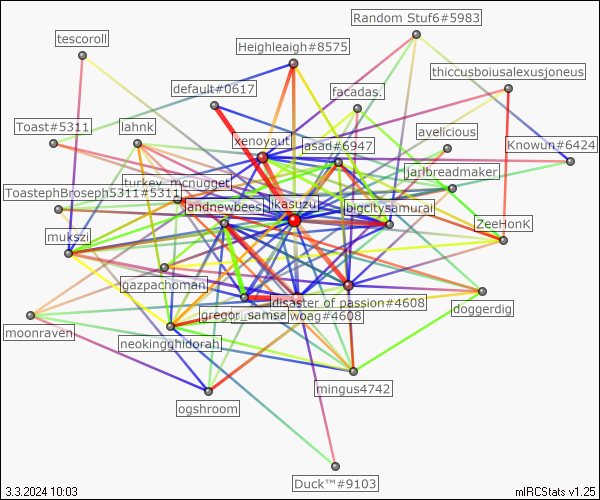 Random Stuf6#5983
tescoroll
Heighleaigh#8575
thiccusboiusalexusjoneus
default#0617
facadas.
Toast#5311
lahnk
avelicious
xenoyaut
asad#6947
Knowun#6424
jarlbreadmaker
turkey_mcnugget
ToastephBroseph5311#5311
ikasuzu
landnewbees
bigcitysamurai
ZeeHonK
mukszi
gazpachoman
disaster of passion#4608
doggerdig
gregor_samsa
woag#4608
moonraven
neokingghidorah
mingus4742
ogshroom
Duck™#9103
3.3.2024 10:03
mIRCStats v1.25